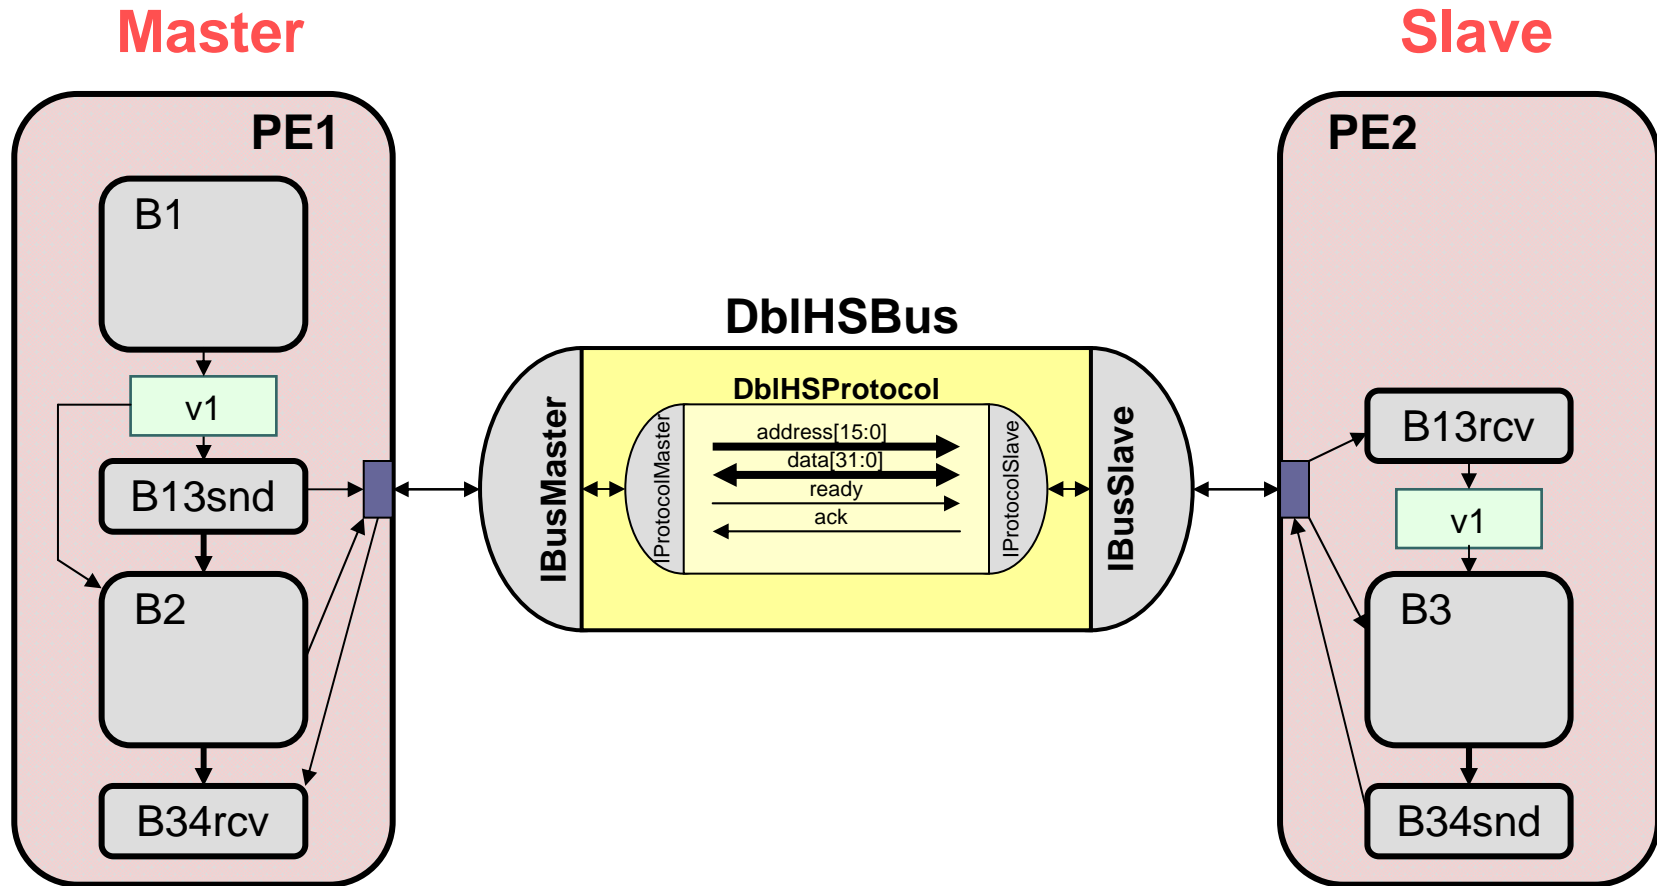 Master
Slave
PE1
PE2
B1
v1
B13snd
B2
B34rcv
DblHSBus
IBusMaster
DblHSProtocol
IProtocolMaster
address[15:0]
data[31:0]
ready
ack
IProtocolSlave
IBusSlave
B13rcv
v1
B3
B34snd